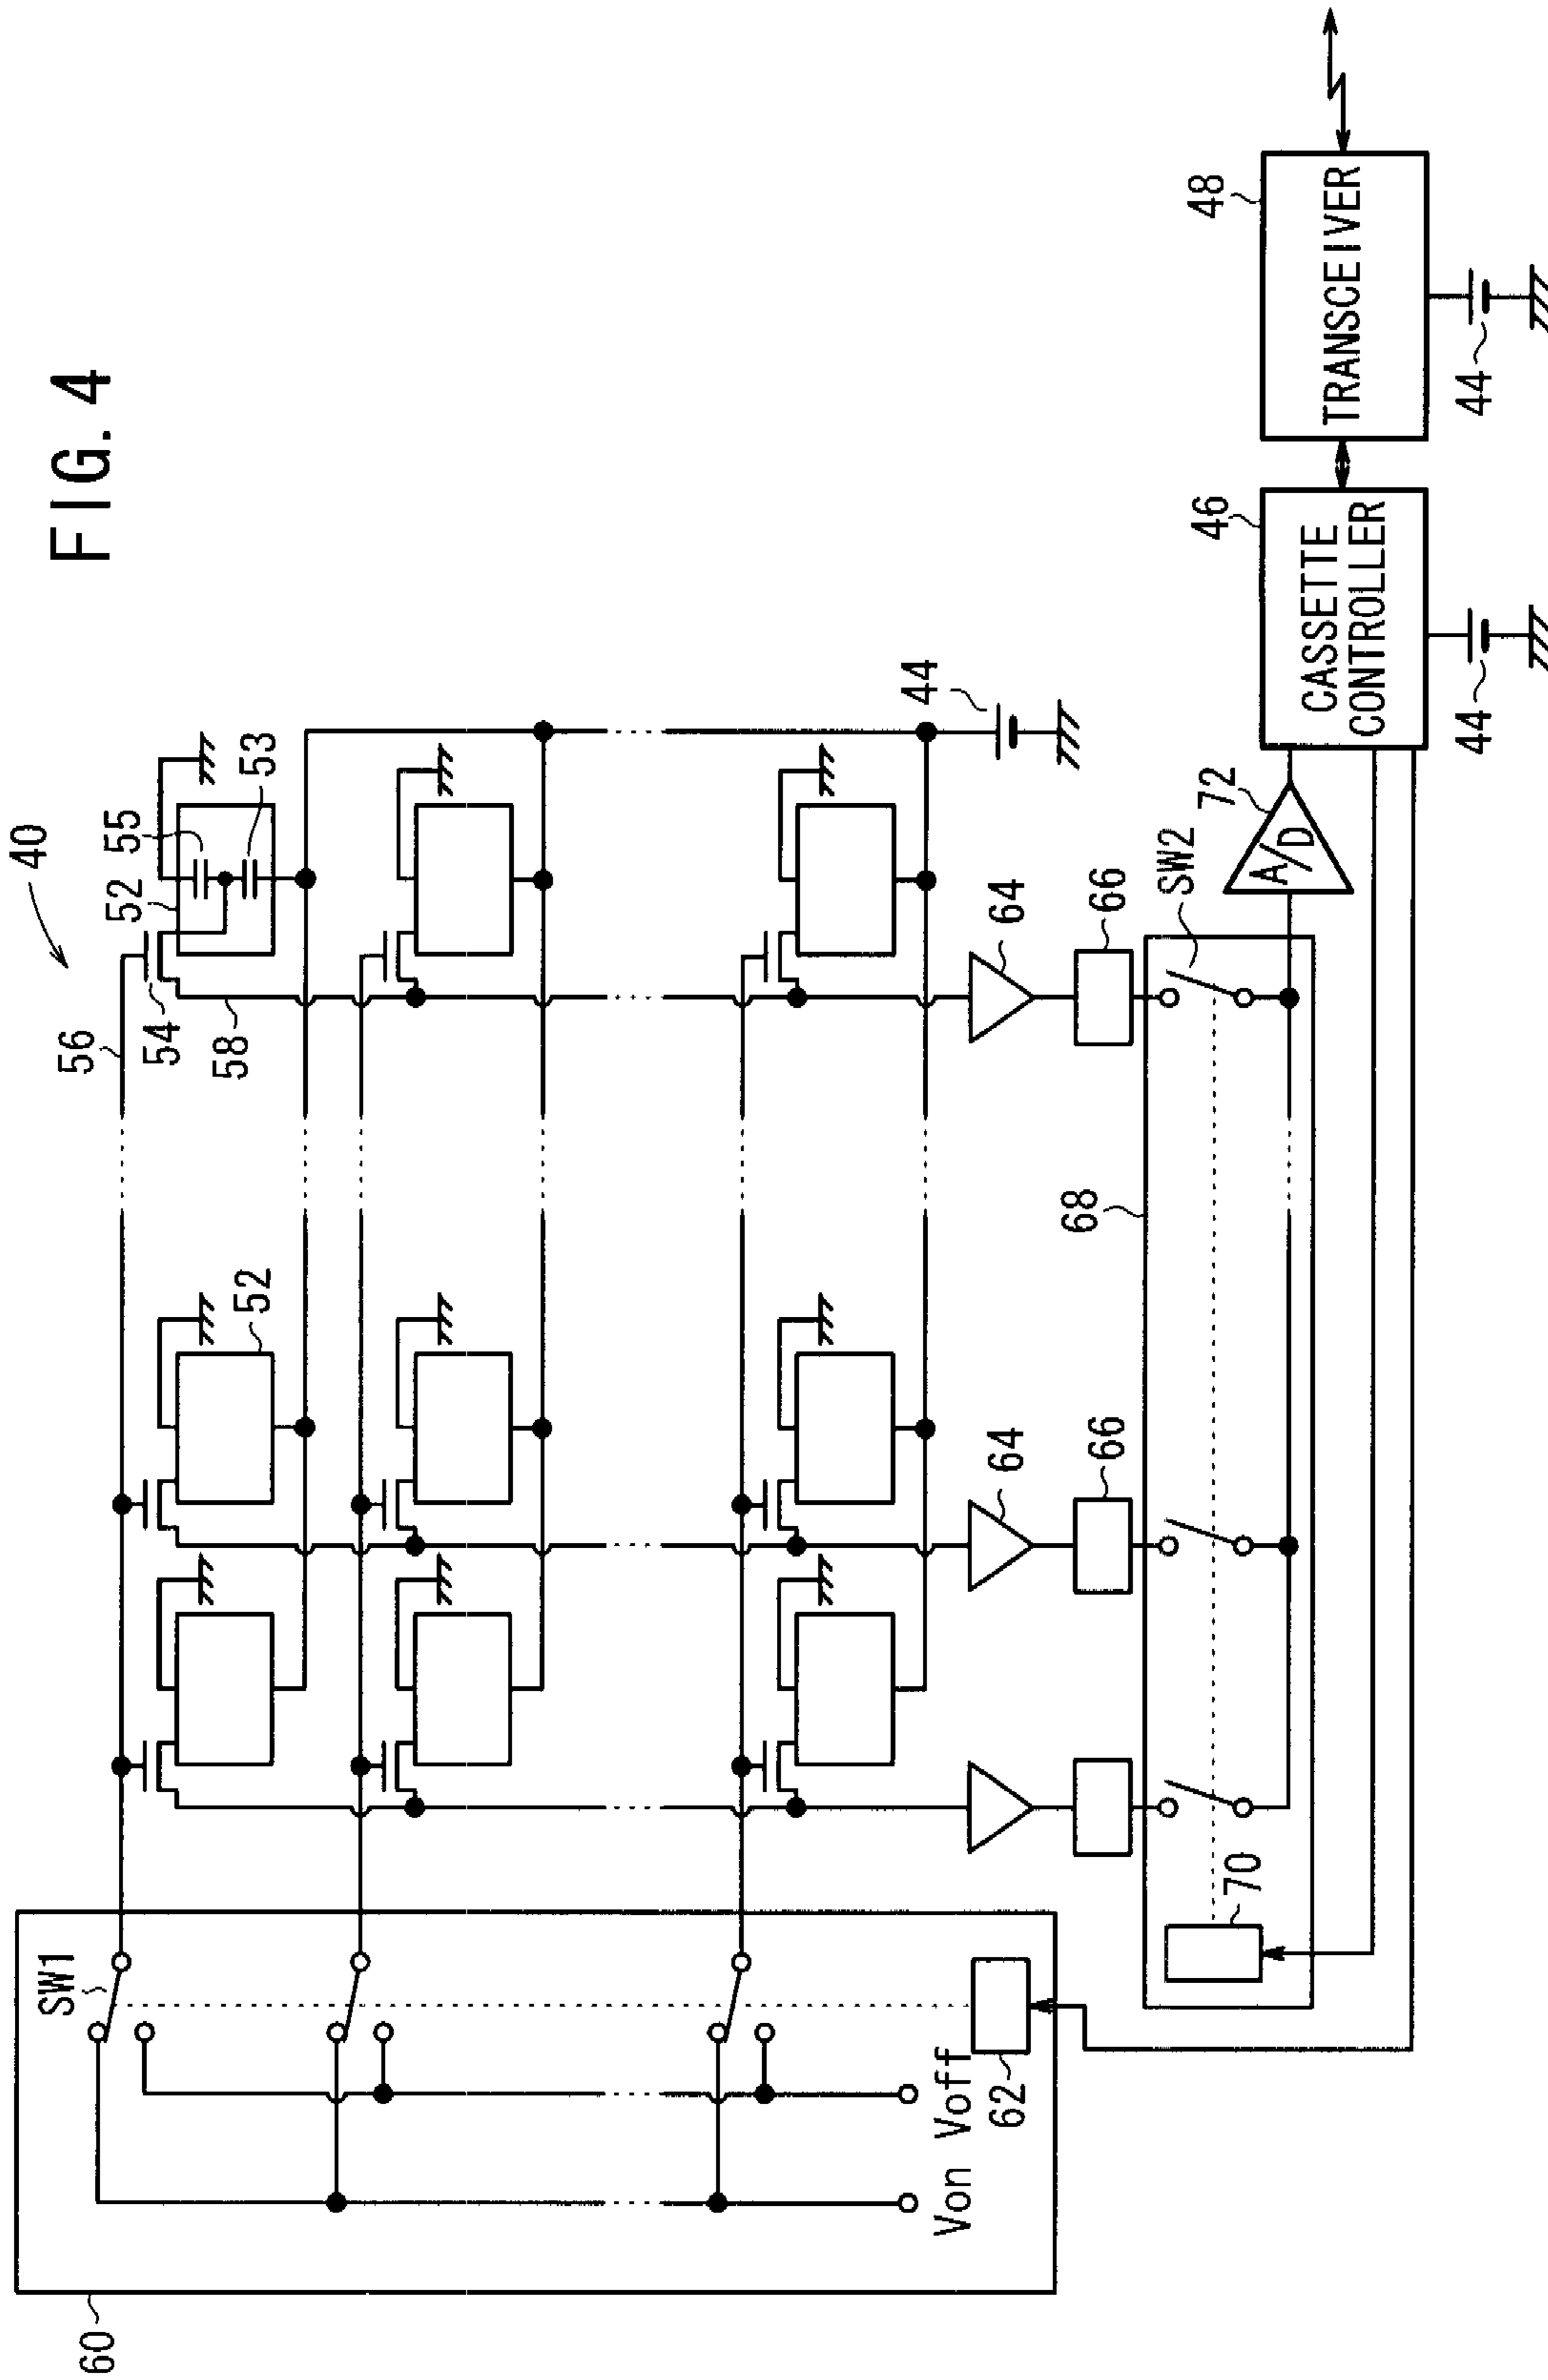 FIG. 4
40
56
54
58
52
55
53
52
44
60
SW1
Von
Voff
62
64
64
66
66
68
70
SW2
72
A/D
46
CASSETTE
CONTROLLER
44
48
TRANSCEIVER
44